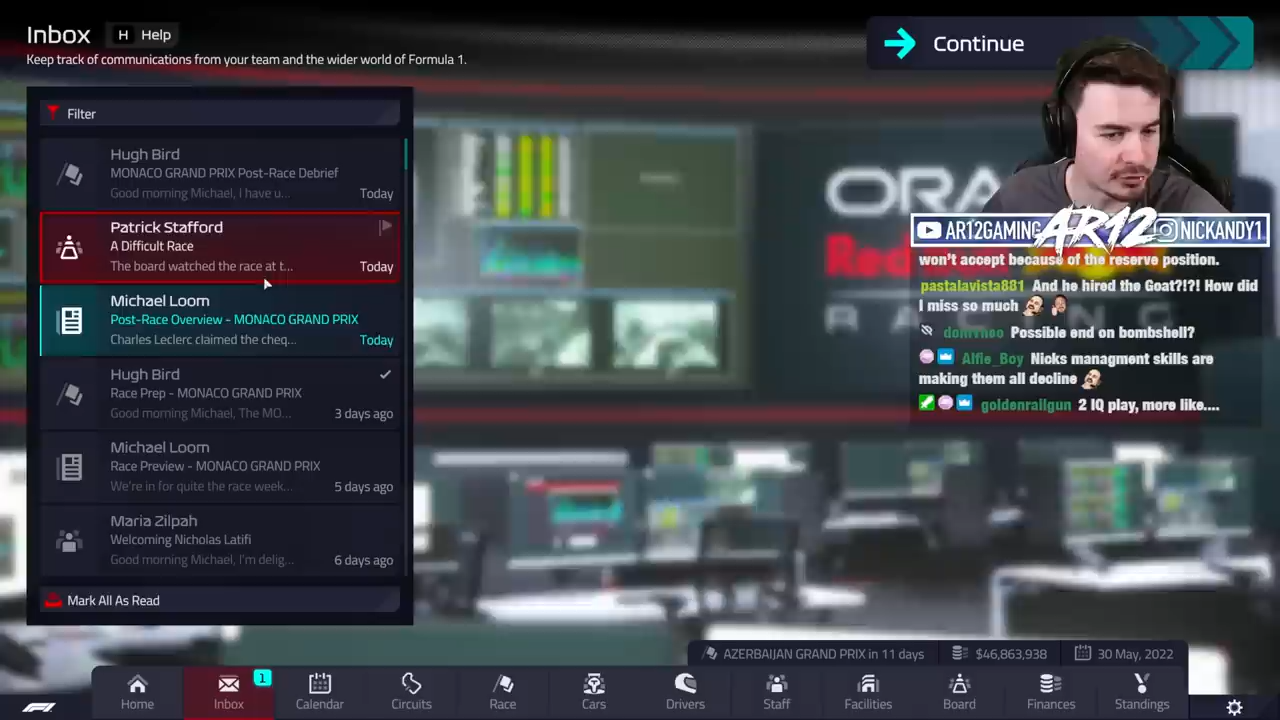 Inbox
H Help
Keep track of communications from your team and the wider world of Formula 1.
Continue
Filter
Hugh Bird
MONACO GRAND PRIX Post-Race Debrief
Good morning Michael, I have u...
Today
Patrick Stafford
A Difficult Race
The board watched the race at t...
Today
Michael Loom
Post-Race Overview - MONACO GRAND PRIX
Charles Leclerc claimed the cheq...
Today
Hugh Bird
Race Prep - MONACO GRAND PRIX
Good morning Michael, The MO...
3 days ago
Michael Loom
Race Preview - MONACO GRAND PRIX
We're in for quite the race week...
5 days ago
Maria Zilpah
Welcoming Nicholas Latifi
Good morning Michael, I'm delig...
6 days ago
Mark All As Read
ORA
Red
R A
RACING
AR12GAMING AR12 NICKANDY1
won't accept because of the reserve position.
pastalavista881 And he hired the Goat?!?! How did
I miss so much
Possible end on bombshell?
Alfie_Boy Nicks managment skills are
making them all decline
goldenrailgun 2 IQ play, more like....
AZERBAIJAN GRAND PRIX in 11 days
$46,863,938
30 May, 2022
Home
Inbox
1
Calendar
Circuits
Race
Cars
Drivers
Staff
Facilities
Board
Finances
Standings